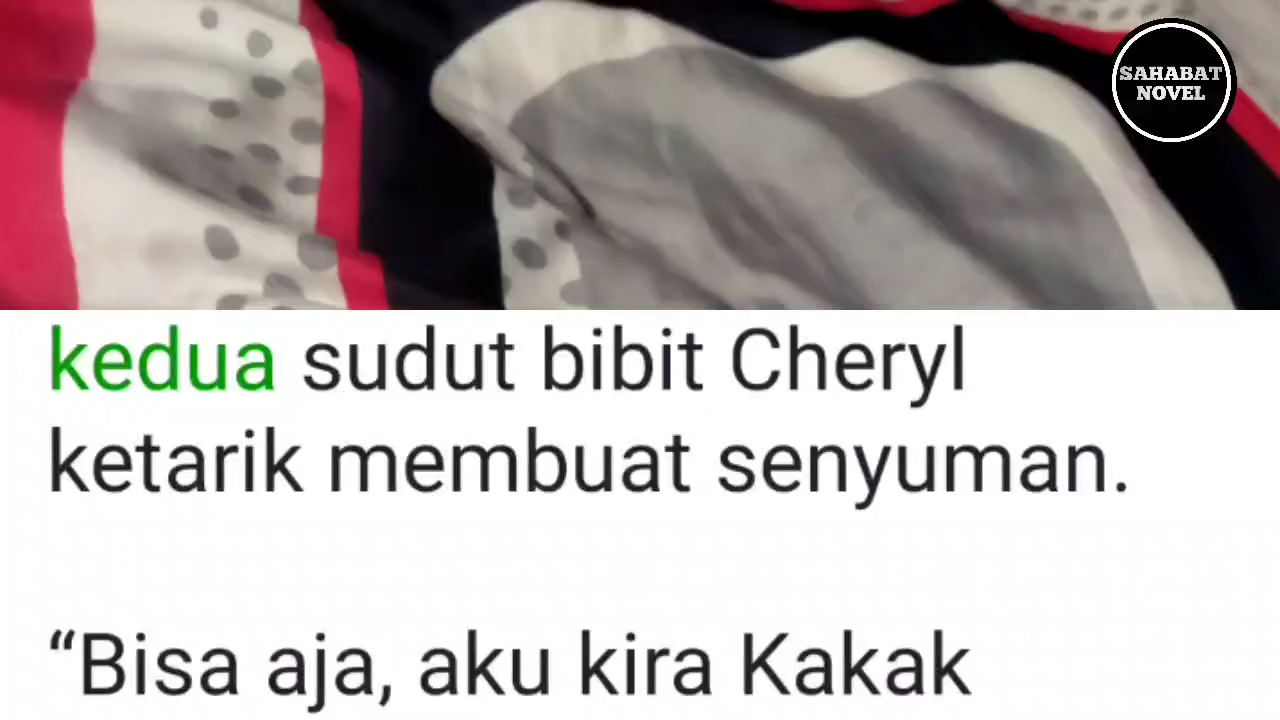 SAHABAT
NOVEL
kedua sudut bibit Cheryl
ketarik membuat senyuman.
“Bisa aja, aku kira Kakak